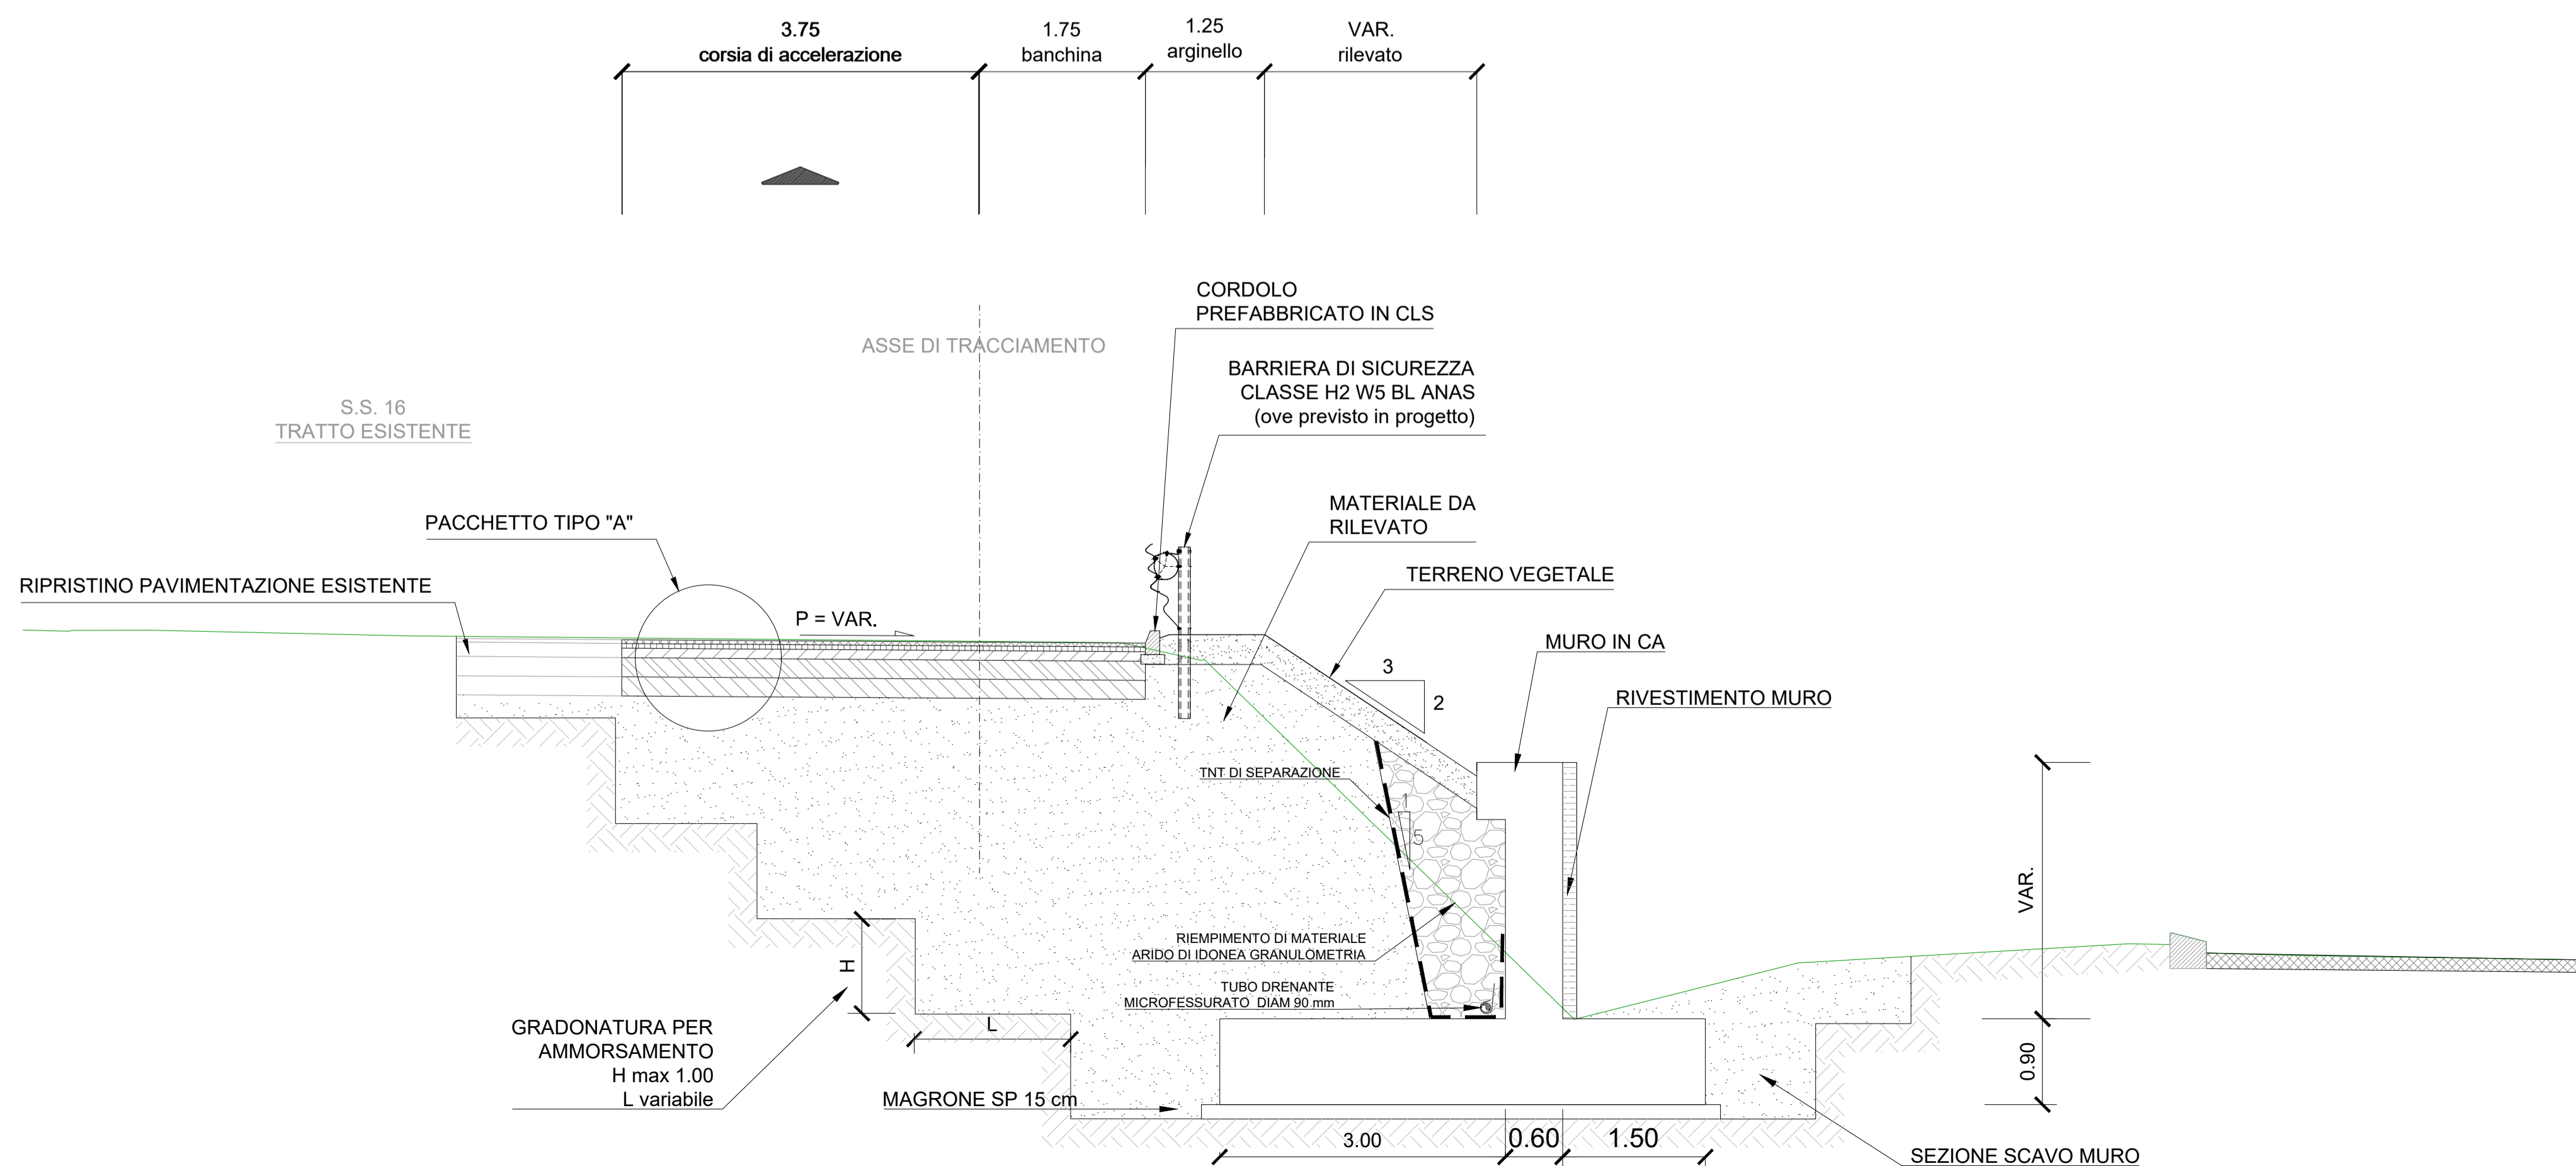 3.75
corsia di accelerazione
1.75
banchina
1.25
arginello
VAR.
rilevato
CORDOLO
PREFABBRICATO IN CLS
ASSE DI TRACCIAMENTO
BARRIERA DI SICUREZZA
CLASSE H2 W5 BL ANAS
(ove previsto in progetto)
S.S. 16
TRATTO ESISTENTE
MATERIALE DA
RILEVATO
PACCHETTO TIPO "A"
TERRENO VEGETALE
RIPRISTINO PAVIMENTAZIONE ESISTENTE
P = VAR.
MURO IN CA
3
2
RIVESTIMENTO MURO
TNT DI SEPARAZIONE
1
5
VAR.
RIEMPIMENTO DI MATERIALE
ARIDO DI IDONEA GRANULOMETRIA
H
TUBO DRENANTE
MICROFESSURATO DIAM 90 mm
L
GRADONATURA PER
AMMORSAMENTO
H max 1.00
L variabile
0.90
MAGRONE SP 15 cm
3.00
0.60
1.50
SEZIONE SCAVO MURO